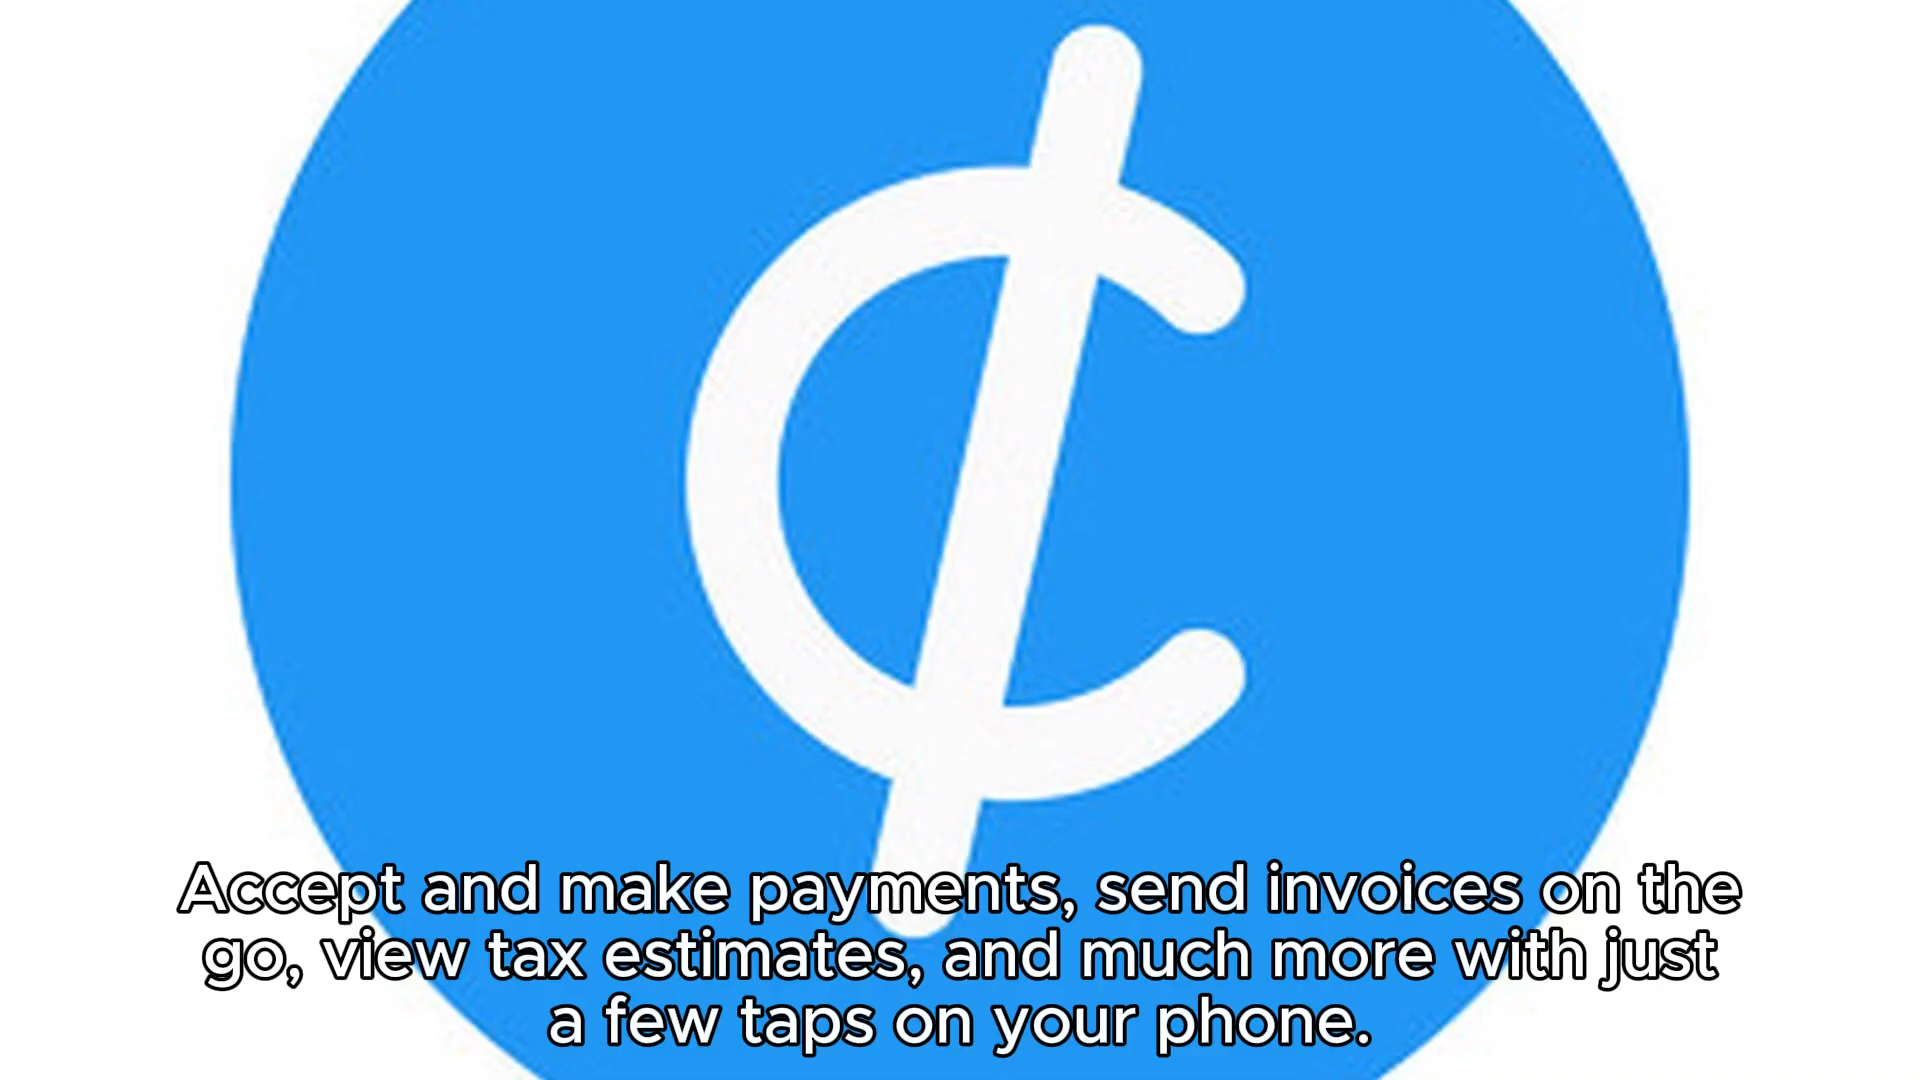 ¢
Accept and make payments, send invoices on the
go, view tax estimates, and much more with just
a few taps on your phone.